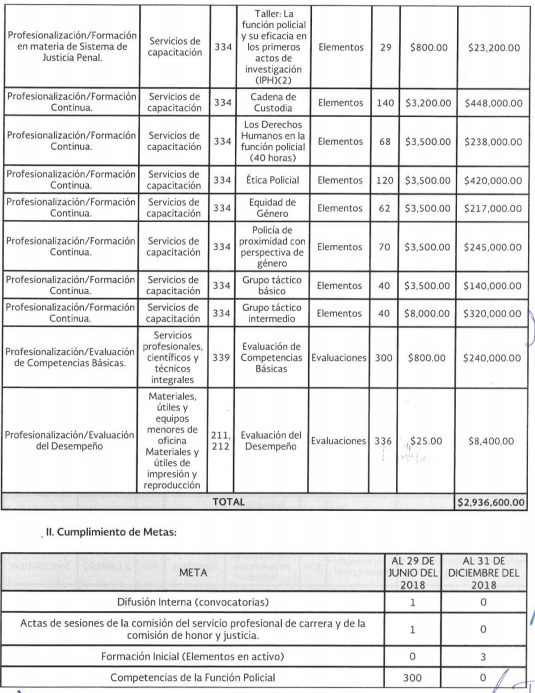 Profesionalización/Formación en materia de Sistema de Justicia Penal. Servicios de capacitación 334 Taller: La función policial y su eficacia en los primeros actos de investigación (IPH)(2) Elementos 29 $800.00 $23,200.00
Profesionalización/Formación Continua. Servicios de capacitación 334 Cadena de Custodia Elementos 140 $3,200.00 $448,000.00
Profesionalización/Formación Continua. Servicios de capacitación 334 Los Derechos Humanos en la función policial (40 horas) Elementos 68 $3,500.00 $238,000.00
Profesionalización/Formación Continua. Servicios de capacitación 334 Ética Policial Elementos 120 $3,500.00 $420,000.00
Profesionalización/Formación Continua. Servicios de capacitación 334 Equidad de Género Elementos 62 $3,500.00 $217,000.00
Profesionalización/Formación Continua. Servicios de capacitación 334 Policía de proximidad con perspectiva de género Elementos 70 $3,500.00 $245,000.00
Profesionalización/Formación Continua. Servicios de capacitación 334 Grupo táctico básico Elementos 40 $3,500.00 $140,000.00
Profesionalización/Formación Continua. Servicios de capacitación 334 Grupo táctico intermedio Elementos 40 $8,000.00 $320,000.00
Profesionalización/Evaluación de Competencias Básicas. Servicios profesionales, científicos y técnicos integrales 339 Evaluación de Competencias Básicas Evaluaciones 300 $800.00 $240,000.00
Profesionalización/Evaluación del Desempeño Materiales, útiles y equipos menores de oficina Materiales y útiles de impresión y reproducción 211, 212 Evaluación del Desempeño Evaluaciones 336 $25.00 $8,400.00
TOTAL $2,936,600.00
II. Cumplimiento de Metas:
META AL 29 DE JUNIO DEL 2018 AL 31 DE DICIEMBRE DEL 2018
Difusión Interna (convocatorias) 1 0
Actas de sesiones de la comisión del servicio profesional de carrera y de la comisión de honor y justicia. 1 0
Formación Inicial (Elementos en activo) 0 3
Competencias de la Función Policial 300 0